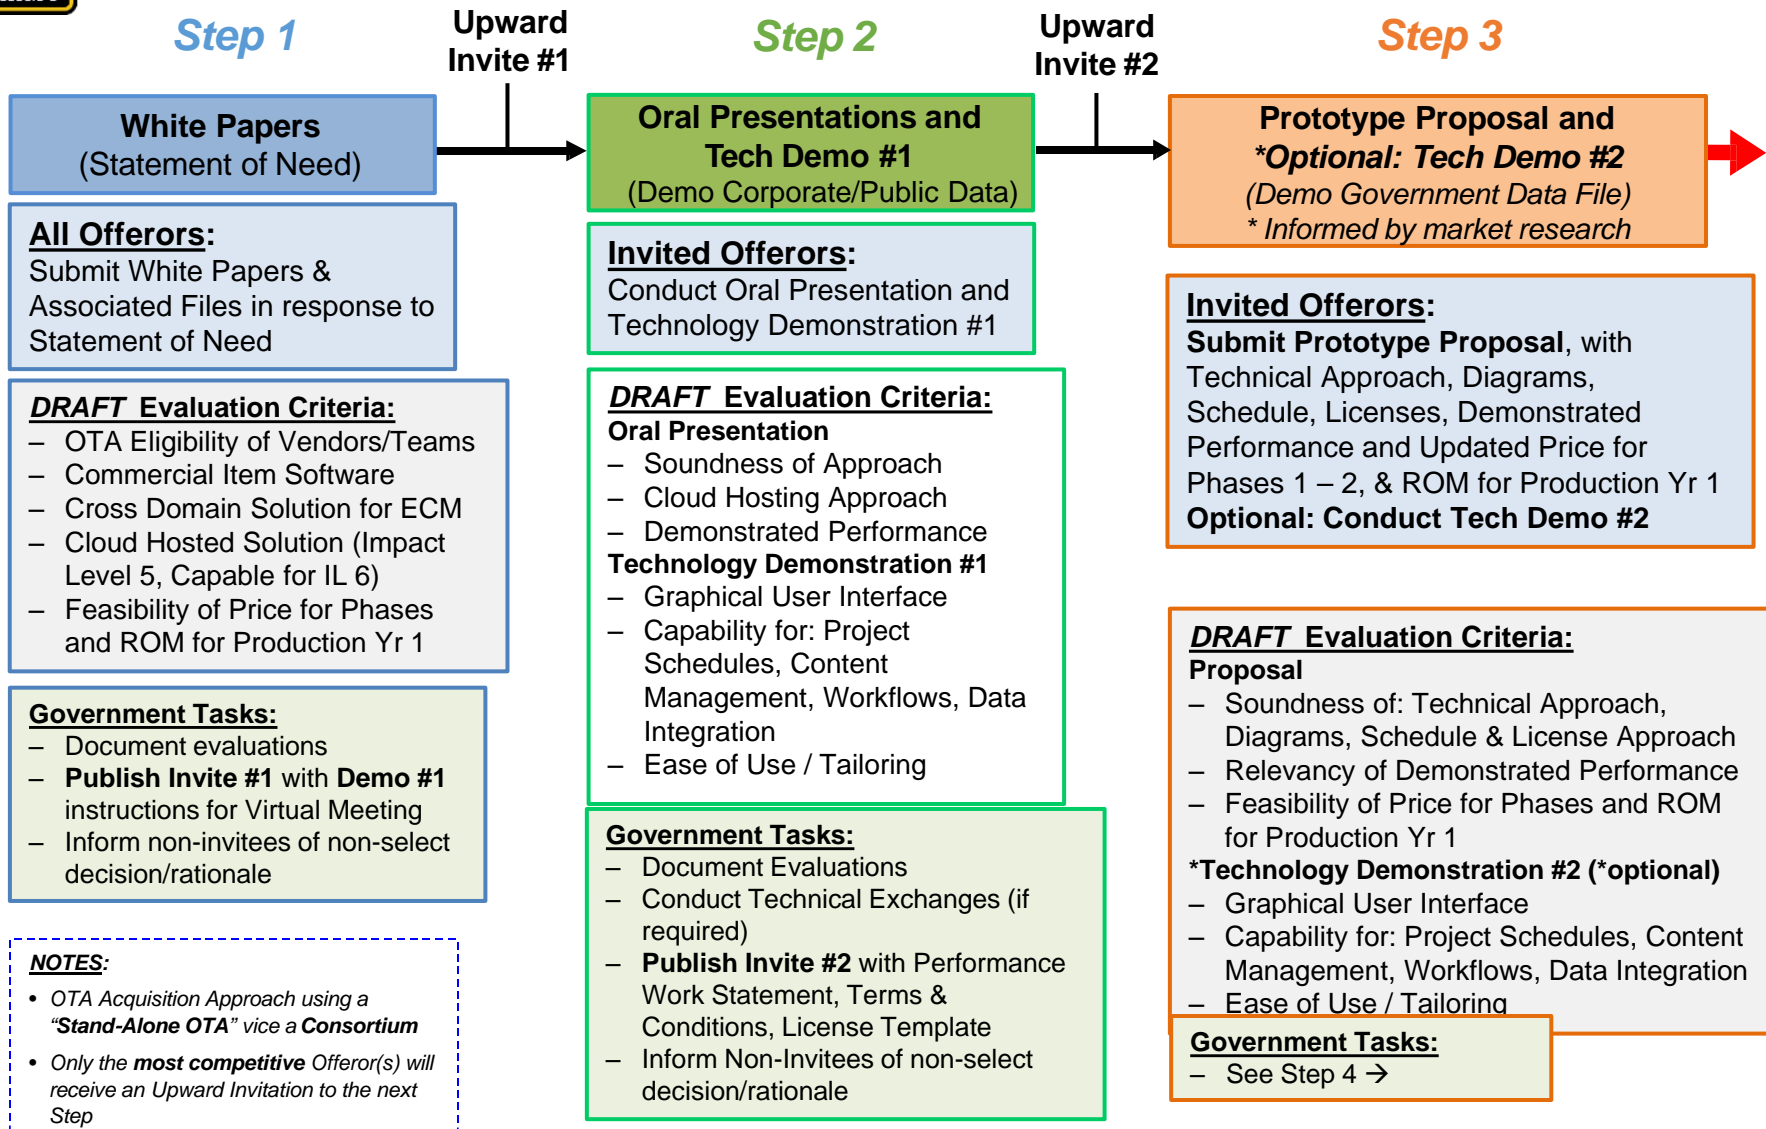 Step 1
Upward
Invite #1
Step 2
Upward
Invite #2
Step 3
White Papers
(Statement of Need)
All Offerors:
Submit White Papers &
Associated Files in response to
Statement of Need
DRAFT Evaluation Criteria:
– OTA Eligibility of Vendors/Teams
– Commercial Item Software
– Cross Domain Solution for ECM
– Cloud Hosted Solution (Impact
Level 5, Capable for IL 6)
– Feasibility of Price for Phases
and ROM for Production Yr 1
Government Tasks:
– Document evaluations
– Publish Invite #1 with Demo #1
instructions for Virtual Meeting
– Inform non-invitees of non-select
decision/rationale
NOTES:
• OTA Acquisition Approach using a
“Stand-Alone OTA” vice a Consortium
• Only the most competitive Offeror(s) will
receive an Upward Invitation to the next
Step
Oral Presentations and
Tech Demo #1
(Demo Corporate/Public Data)
Invited Offerors:
Conduct Oral Presentation and
Technology Demonstration #1
DRAFT Evaluation Criteria:
Oral Presentation
– Soundness of Approach
– Cloud Hosting Approach
– Demonstrated Performance
Technology Demonstration #1
– Graphical User Interface
– Capability for: Project
Schedules, Content
Management, Workflows, Data
Integration
– Ease of Use / Tailoring
Government Tasks:
– Document Evaluations
– Conduct Technical Exchanges (if
required)
– Publish Invite #2 with Performance
Work Statement, Terms &
Conditions, License Template
– Inform Non-Invitees of non-select
decision/rationale
Prototype Proposal and
*Optional: Tech Demo #2
(Demo Government Data File)
* Informed by market research
Invited Offerors:
Submit Prototype Proposal, with
Technical Approach, Diagrams,
Schedule, Licenses, Demonstrated
Performance and Updated Price for
Phases 1 – 2, & ROM for Production Yr 1
Optional: Conduct Tech Demo #2
DRAFT Evaluation Criteria:
Proposal
– Soundness of: Technical Approach,
Diagrams, Schedule & License Approach
– Relevancy of Demonstrated Performance
– Feasibility of Price for Phases and ROM
for Production Yr 1
*Technology Demonstration #2 (*optional)
– Graphical User Interface
– Capability for: Project Schedules, Content
Management, Workflows, Data Integration
– Ease of Use / Tailoring
Government Tasks:
– See Step 4 →